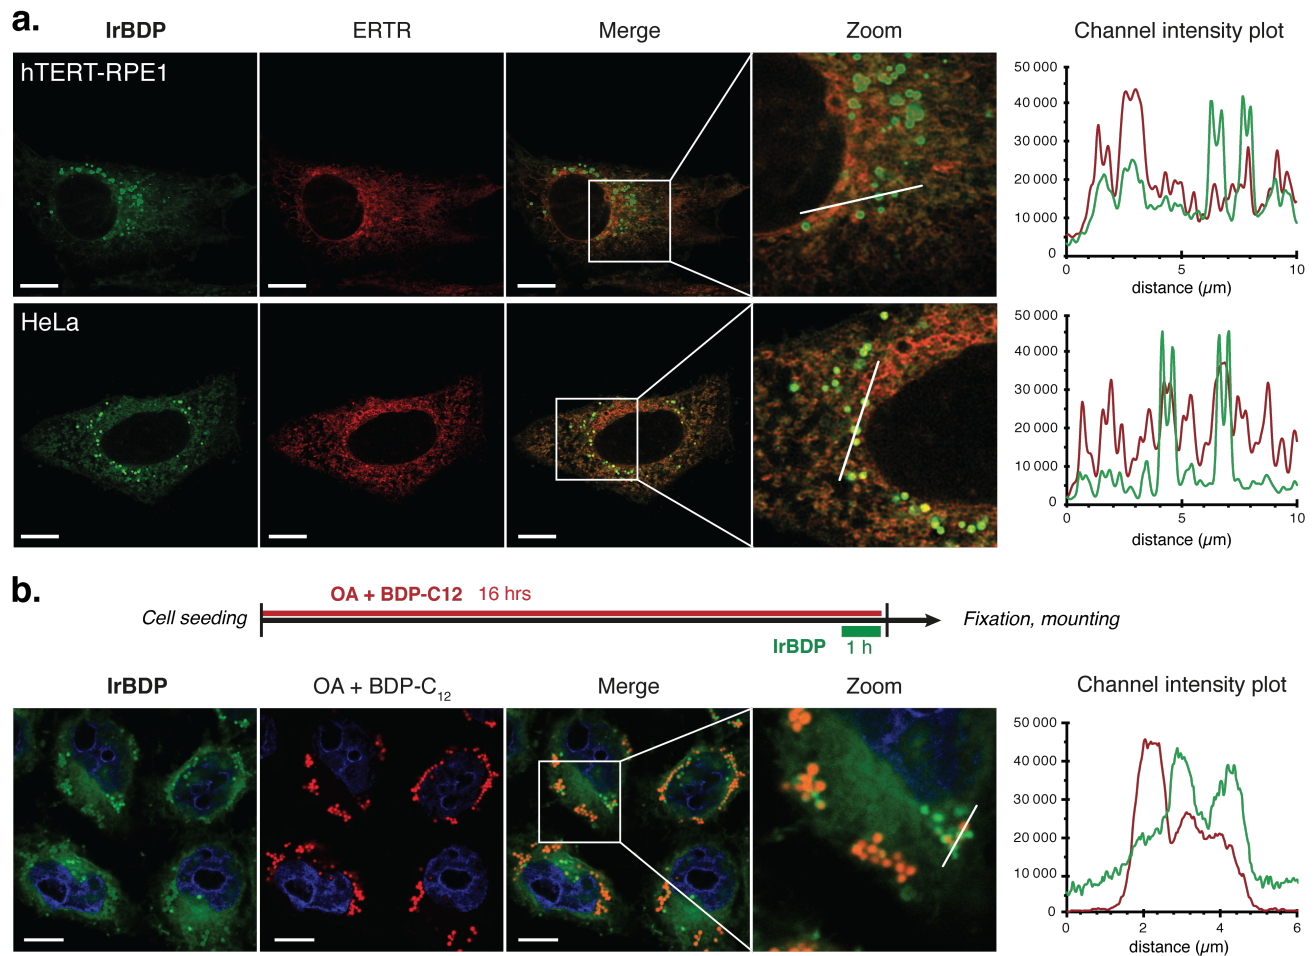 a.
IrBDP ERTR Merge Zoom Channel intensity plot
hTERT-RPE1
50 000
40 000
30 000
20 000
10 000
0
0 5 10
distance (µm)
HeLa
50 000
40 000
30 000
20 000
10 000
0
0 5 10
distance (µm)
b.
OA + BDP-C12 16 hrs
Cell seeding Fixation, mounting
IrBDP 1 h
IrBDP OA + BDP-C12 Merge Zoom Channel intensity plot
50 000
40 000
30 000
20 000
10 000
0
0 2 4 6
distance (µm)